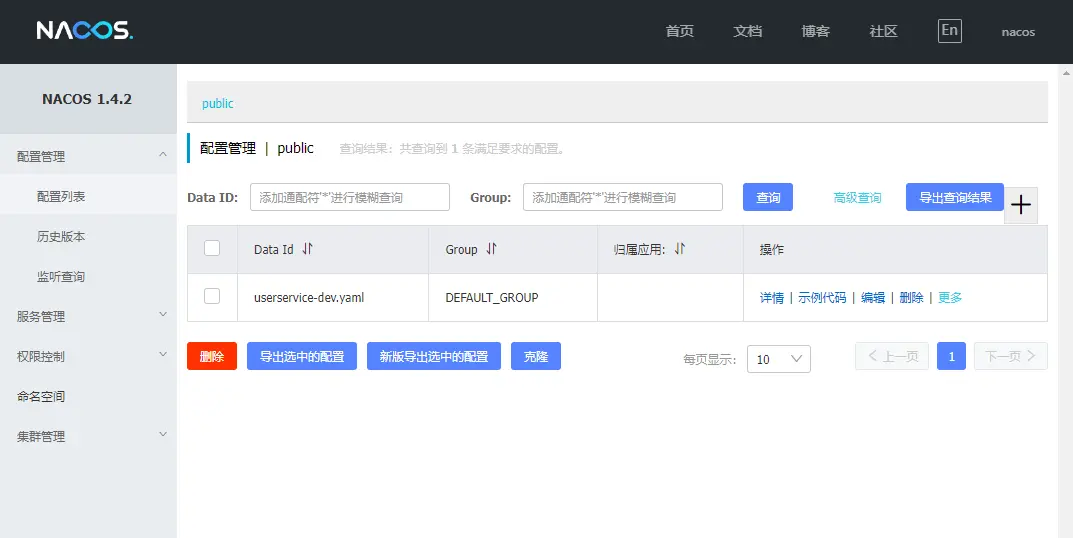 NACOS.
首页 文档 博客 社区 En nacos
NACOS 1.4.2
配置管理
配置列表
历史版本
监听查询
服务管理
权限控制
命名空间
集群管理
public
配置管理 | public 查询结果：共查询到 1 条满足要求的配置。
Data ID: 添加通配符'*'进行模糊查询 Group: 添加通配符'*'进行模糊查询 查询 高级查询 导出查询结果 +
Data Id Group 归属应用: 操作
userservice-dev.yaml DEFAULT_GROUP 详情 | 示例代码 | 编辑 | 删除 | 更多
删除 导出选中的配置 新版导出选中的配置 克隆 每页显示: 10 上一页 1 下一页